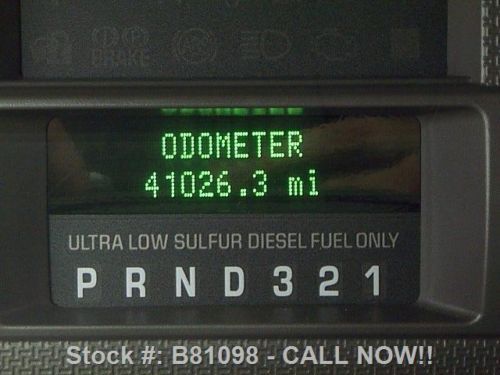 BRAKE
ODOMETER
41026.3 mi
ULTRA LOW SULFUR DIESEL FUEL ONLY
P R N D 3 2 1
Stock #: B81098 - CALL NOW!!